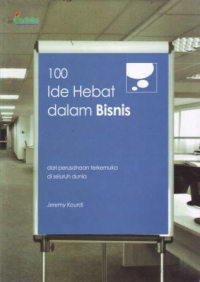 100
Ide Hebat
dalam Bisnis
dari perusahaan terkemuka
di seluruh dunia
Jeremy Kourdi